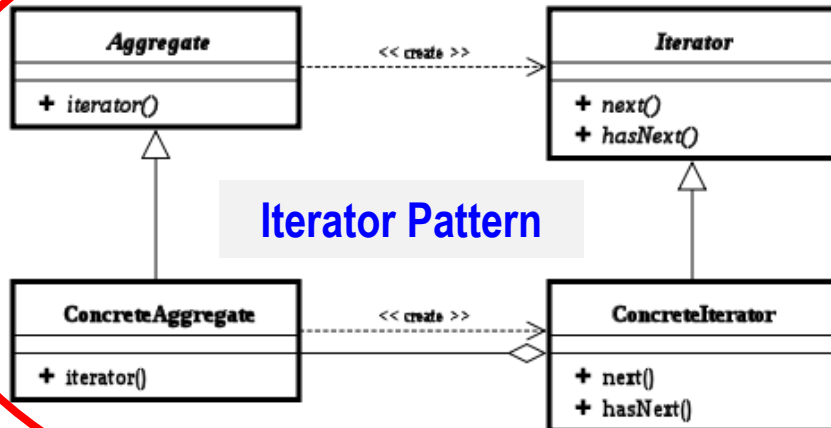 Aggregate
<< create >>
Iterator
+ iterator()
+ next()
+ hasNext()
Iterator Pattern
ConcreteAggregate
<< create >>
ConcreteIterator
+ iterator()
+ next()
+ hasNext()